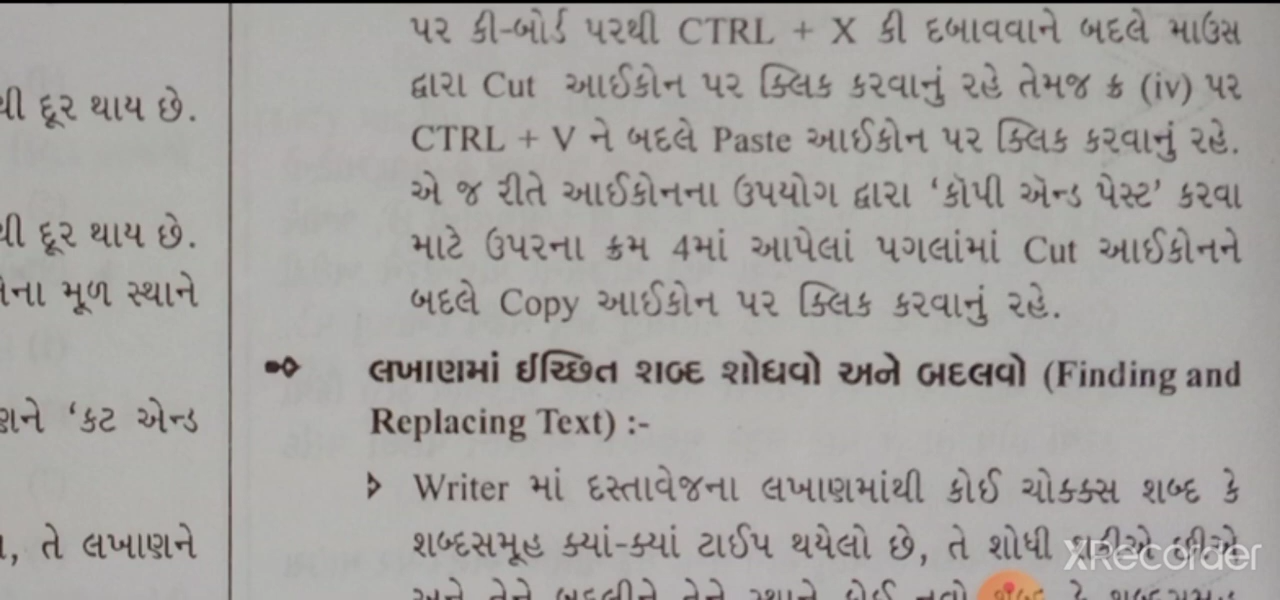 થી દૂર થાય છે.
થી દૂર થાય છે.
મૂળ સ્થાને
'કટ એન્ડ
તે લખાણને
પર કી-બોર્ડ પરથી CTRL + X કી દબાવવાને બદલે માઉસ
દ્વારા Cut આઈકોન પર ક્લિક કરવાનું રહે તેમજ ક્ર (iv) પર
CTRL + V ને બદલે Paste આઈકોન પર ક્લિક કરવાનું રહે.
એ જ રીતે આઈકોનના ઉપયોગ દ્વારા 'કૉપી ઍન્ડ પેસ્ટ' કરવા
માટે ઉપરના ક્રમ 4માં આપેલાં પગલાંમાં Cut આઈકોનને
બદલે Copy આઈકોન પર ક્લિક કરવાનું રહે.
લખાણમાં ઈચ્છિત શબ્દ શોધવો અને બદલવો (Finding and
Replacing Text) :-
Writer માં દસ્તાવેજના લખાણમાંથી કોઈ ચોક્ક્સ શબ્દ કે
શબ્દસમૂહ ક્યાં-ક્યાં ટાઈપ થયેલો છે, તે શોધી શકીએ છીએ
XRecorder